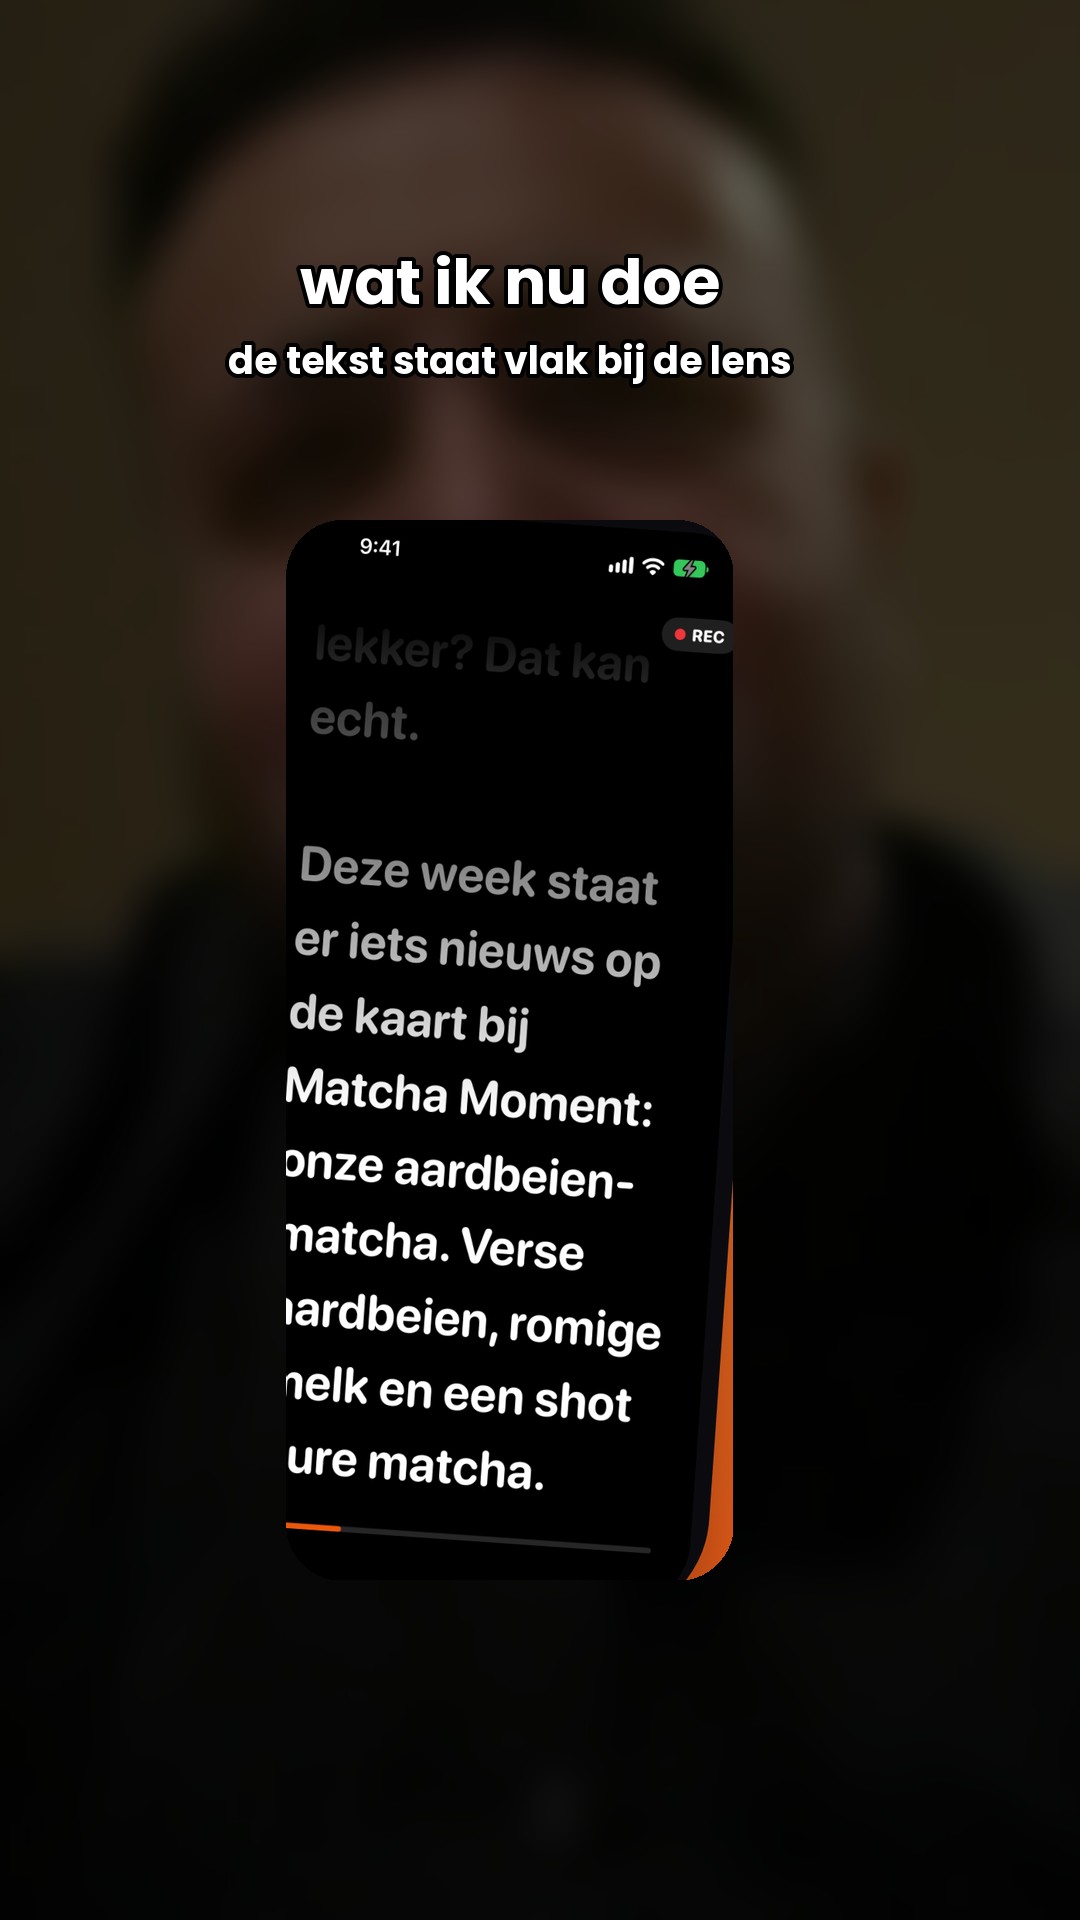 wat ik nu doe
de tekst staat vlak bij de lens
9:41
REC
lekker? Dat kan
echt.
Deze week staat
er iets nieuws op
de kaart bij
Matcha Moment:
onze aardbeien-
matcha. Verse
aardbeien, romige
melk en een shot
ure matcha.